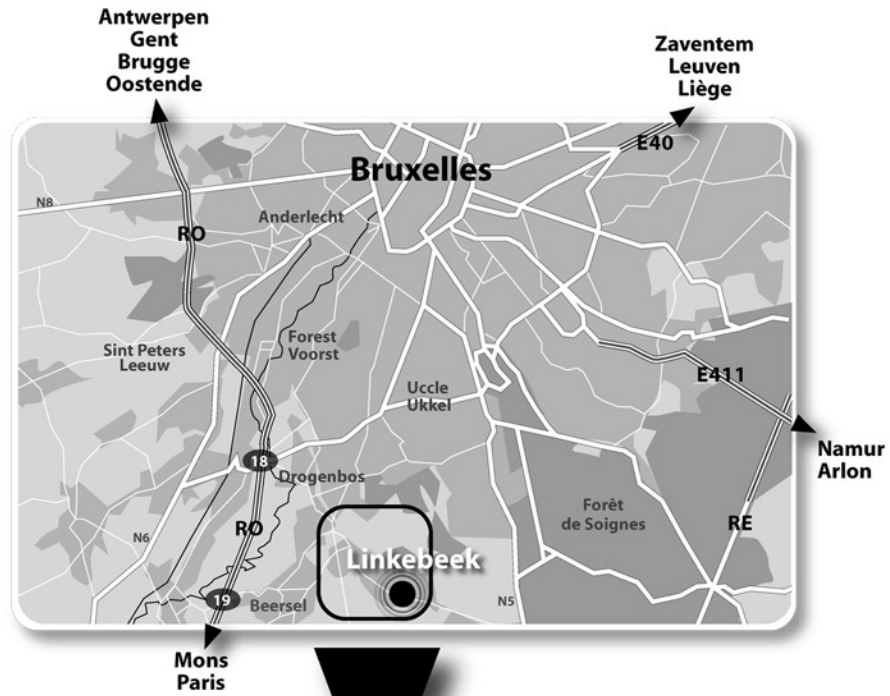 Antwerpen
Gent
Brugge
Oostende
Zaventem
Leuven
Liège
E40
Bruxelles
N8
Anderlecht
RO
Forest
Voorst
Sint Peters
Leeuw
E411
Uccle
Ukkel
Namur
Arlon
18
Drogenbos
Forêt
de Soignes
RE
RO
N6
Linkebeek
19
Beersel
N5
Mons
Paris